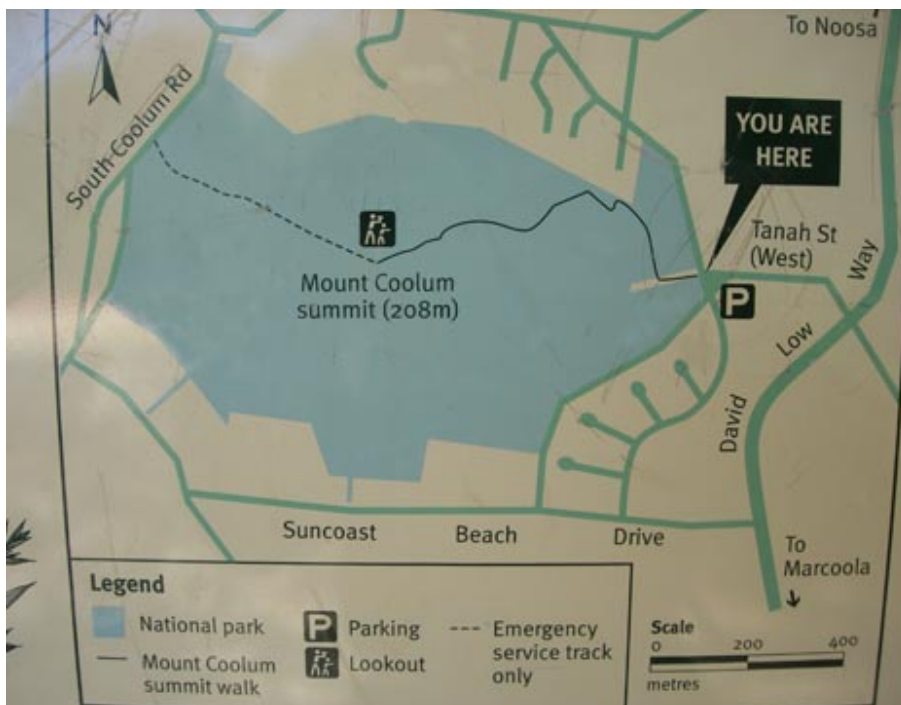 N
To Noosa
South Coolum Rd
YOU ARE
HERE
Tanah St
(West)
Way
Mount Coolum
summit (208m)
P
Low
David
Suncoast Beach Drive
To
Marcoola
Legend
National park
Mount Coolum
summit walk
P Parking
Lookout
Emergency
service track
only
Scale
0 200 400
metres